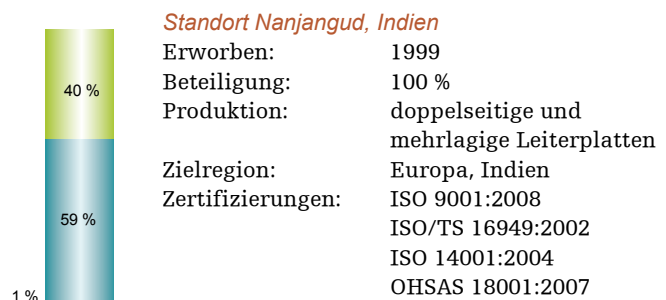 Standort Nanjangud, Indien
Erworben: 1999
Beteiligung: 100 %
Produktion: doppelseitige und
mehrlagige Leiterplatten
Zielregion: Europa, Indien
Zertifizierungen: ISO 9001:2008
ISO/TS 16949:2002
ISO 14001:2004
OHSAS 18001:2007
40 %
59 %
1 %